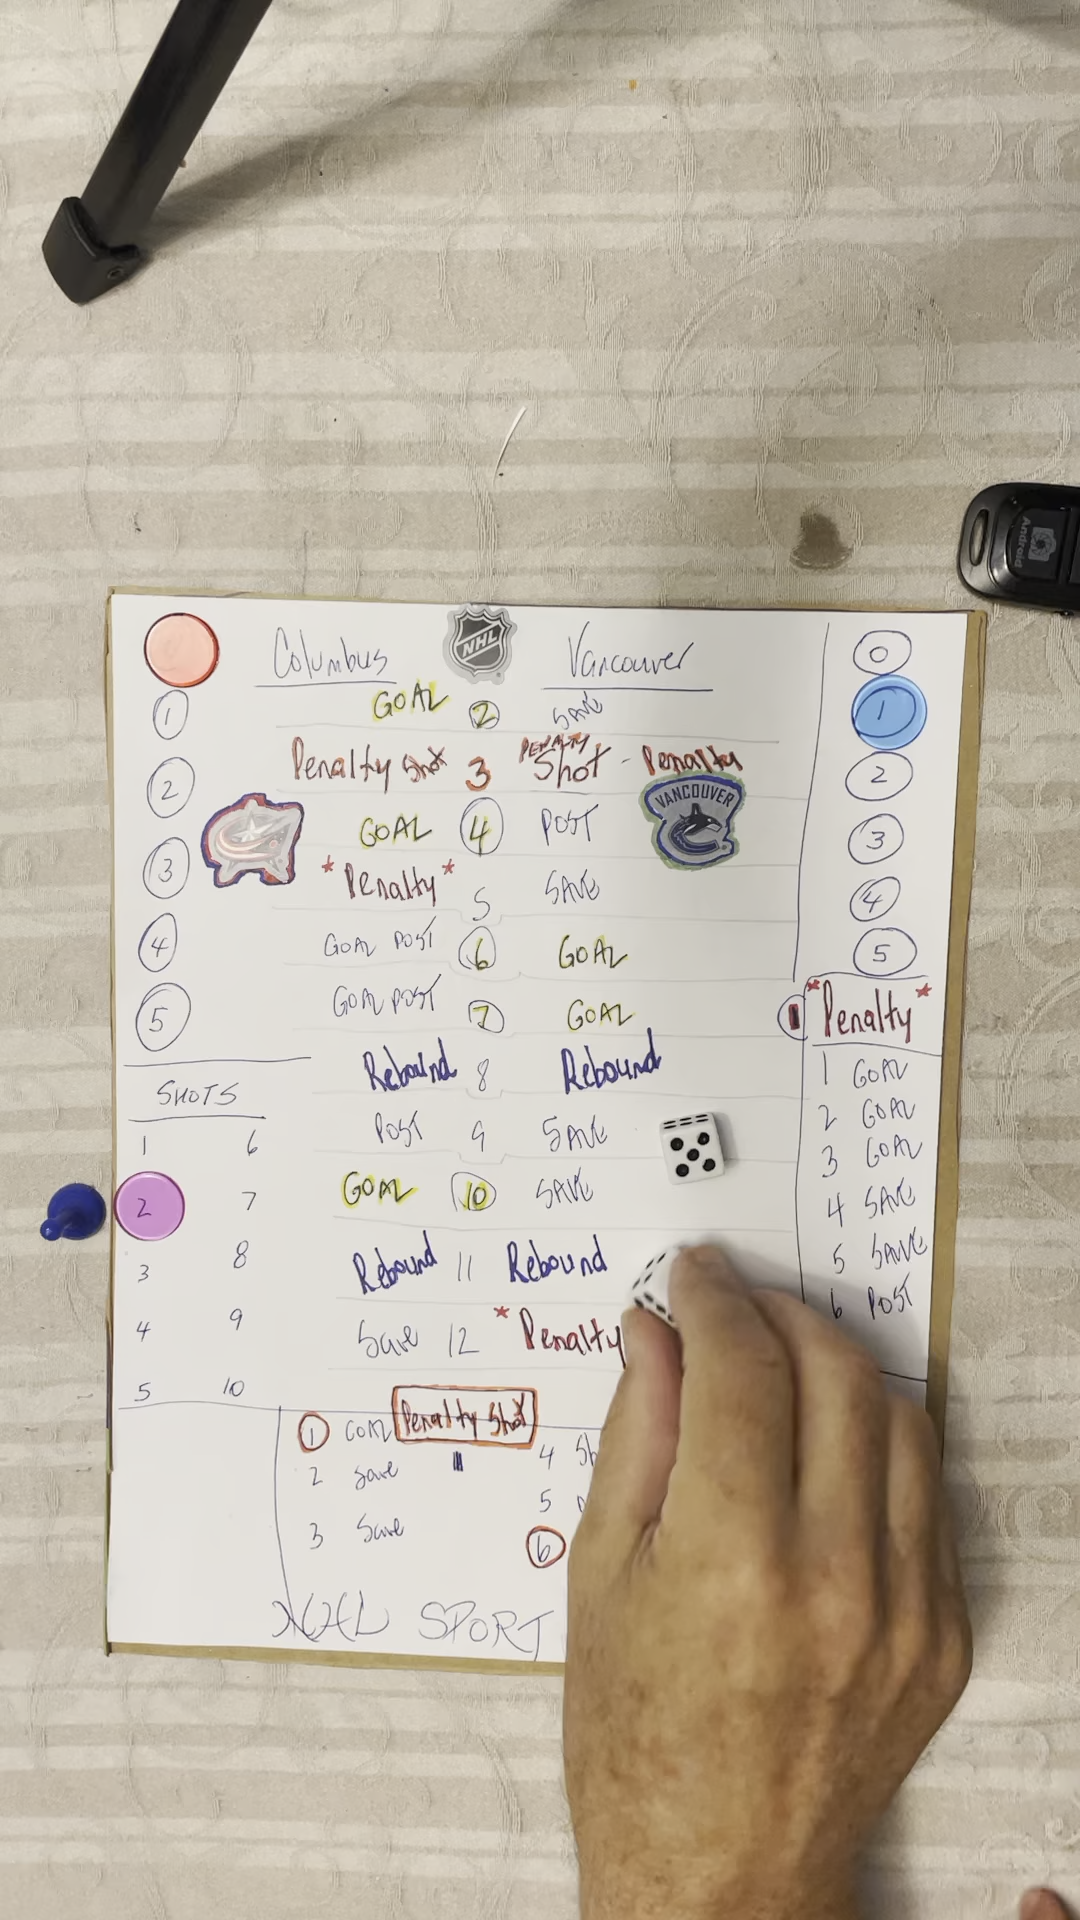 Columbus NHL Vancouver 0
GOAL 2 SAVE 1
1
Penalty Shot 3 PENALTY Shot - Penalty 2
2
VANCOUVER
GOAL 4 POST 3
3
*Penalty* 5 SAVE 4
4
GOAL POST 6 GOAL 5
5
GOAL POST 7 GOAL
*Penalty*
Rebound 8 Rebound
1 GOAL
SHOTS
2 GOAL
POST 9 SAVE
3 GOAL
1 6
GOAL 10 SAVE
4 SAVE
2 7
5 SAVE
3 8
Rebound 11 Rebound
6 POST
4 9
Save 12 *Penalty
5 10
Penalty Shot
1 GOAL
2 Save
3 Save
4 Sh
5
6
NHL SPORT
Android